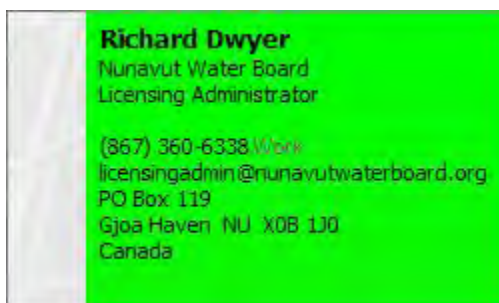 Richard Dwyer
Nunavut Water Board
Licensing Administrator
(867) 360-6338 Work
licensingadmin@nunavutwaterboard.org
PO Box 119
Gjoa Haven NU X0B 1J0
Canada